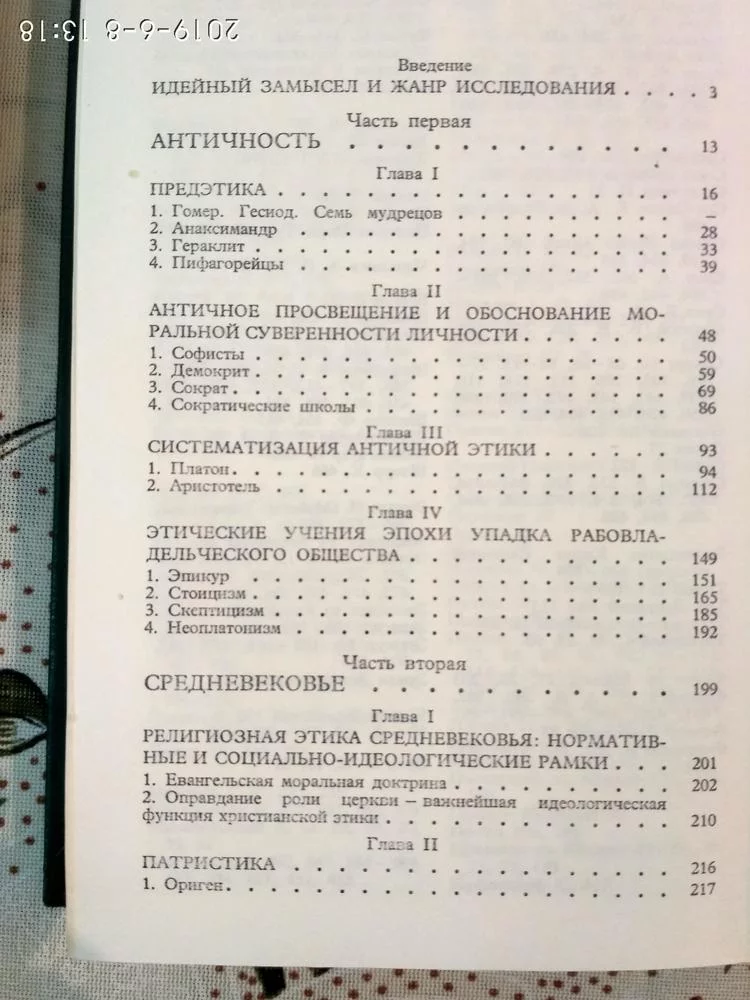 2019-6-8 13:18
Введение
ИДЕЙНЫЙ ЗАМЫСЕЛ И ЖАНР ИССЛЕДОВАНИЯ . . . . 3
Часть первая
АНТИЧНОСТЬ . . . . . . . . . . . . . 13
Глава I
ПРЕДЭТИКА . . . . . . . . . . . . . . . . . 16
1. Гомер. Гесиод. Семь мудрецов . . . . . . . . . . –
2. Анаксимандр . . . . . . . . . . . . . . . . 28
3. Гераклит . . . . . . . . . . . . . . . . . . 33
4. Пифагорейцы . . . . . . . . . . . . . . . . 39
Глава II
АНТИЧНОЕ ПРОСВЕЩЕНИЕ И ОБОСНОВАНИЕ МО-
РАЛЬНОЙ СУВЕРЕННОСТИ ЛИЧНОСТИ . . . . . . . 48
1. Софисты . . . . . . . . . . . . . . . . . . 50
2. Демокрит . . . . . . . . . . . . . . . . . . 59
3. Сократ . . . . . . . . . . . . . . . . . . . 69
4. Сократические школы . . . . . . . . . . . . . 86
Глава III
СИСТЕМАТИЗАЦИЯ АНТИЧНОЙ ЭТИКИ . . . . . . 93
1. Платон . . . . . . . . . . . . . . . . . . . 94
2. Аристотель . . . . . . . . . . . . . . . . . 112
Глава IV
ЭТИЧЕСКИЕ УЧЕНИЯ ЭПОХИ УПАДКА РАБОВЛА-
ДЕЛЬЧЕСКОГО ОБЩЕСТВА . . . . . . . . . . . . 149
1. Эпикур . . . . . . . . . . . . . . . . . . . 151
2. Стоицизм . . . . . . . . . . . . . . . . . . 165
3. Скептицизм . . . . . . . . . . . . . . . . . 185
4. Неоплатонизм . . . . . . . . . . . . . . . . 192
Часть вторая
СРЕДНЕВЕКОВЬЕ . . . . . . . . . . . . 199
Глава I
РЕЛИГИОЗНАЯ ЭТИКА СРЕДНЕВЕКОВЬЯ: НОРМАТИВ-
НЫЕ И СОЦИАЛЬНО-ИДЕОЛОГИЧЕСКИЕ РАМКИ . . . 201
1. Евангельская моральная доктрина . . . . . . . . . 202
2. Оправдание роли церкви – важнейшая идеологическая
функция христианской этики . . . . . . . . . . . . 210
Глава II
ПАТРИСТИКА . . . . . . . . . . . . . . . . 216
1. Ориген . . . . . . . . . . . . . . . . . . . 217